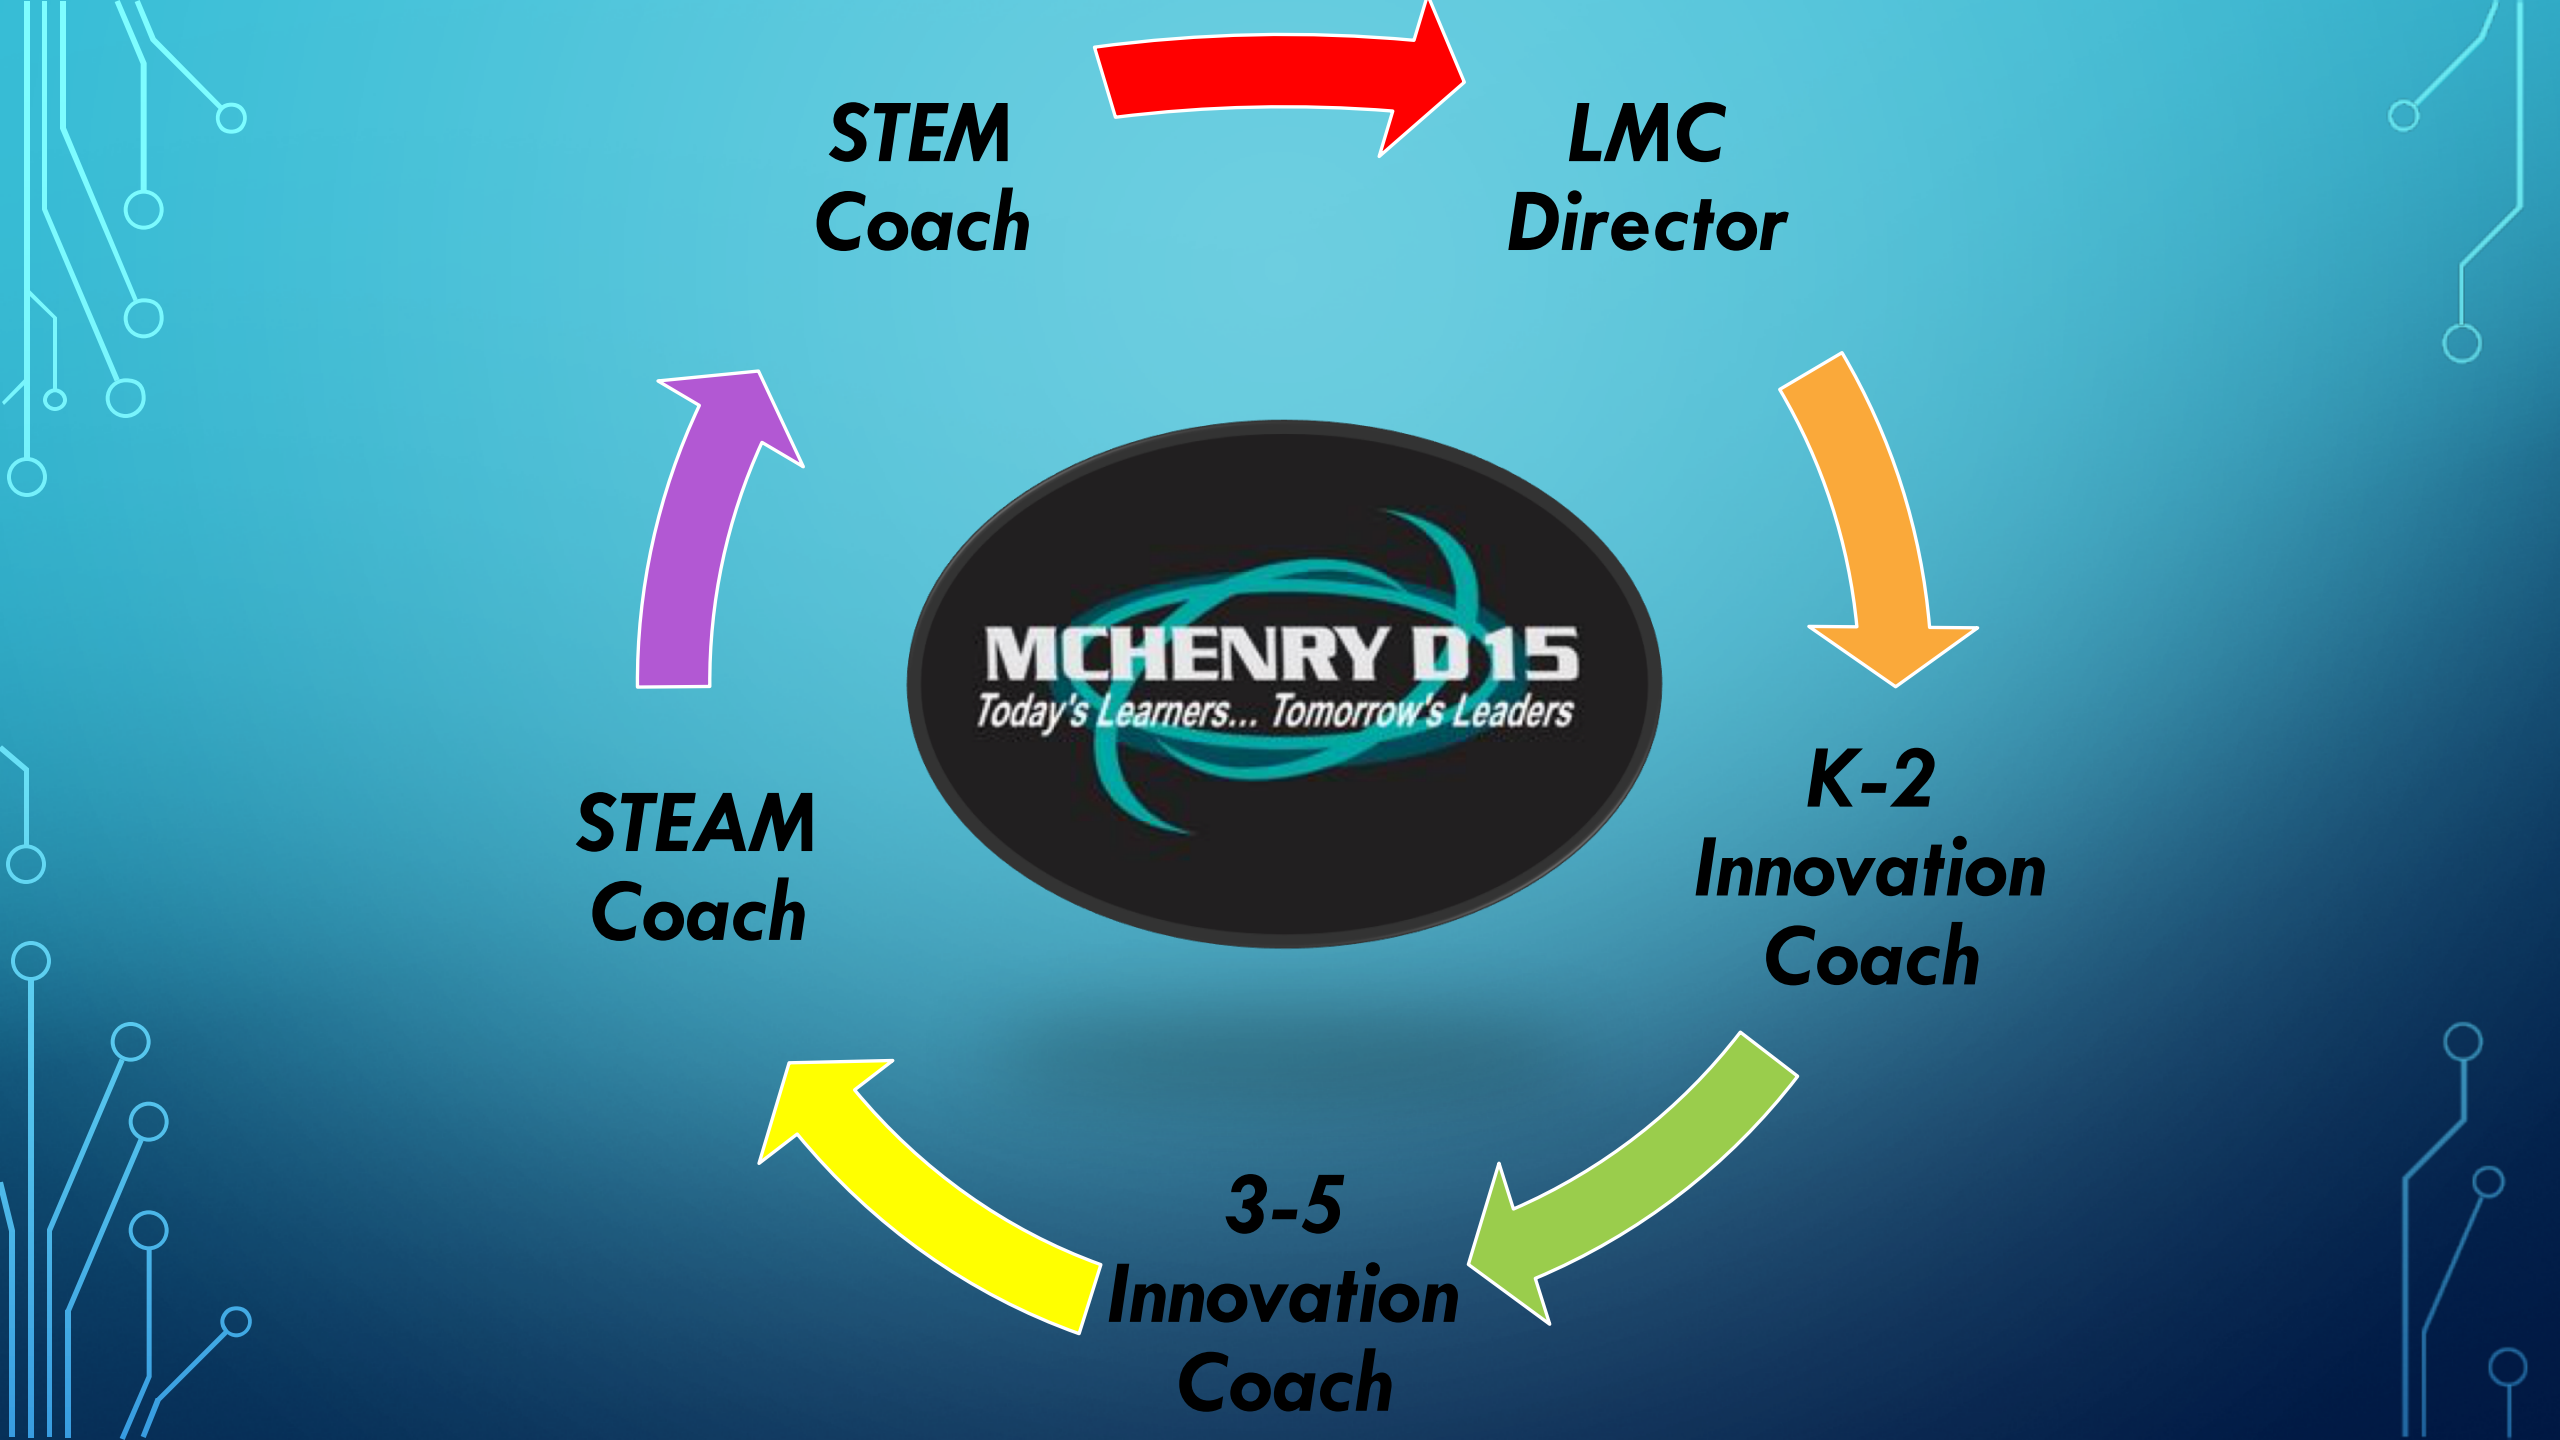 STEM
Coach
LMC
Director
MCHENRY D15
Today's Learners... Tomorrow's Leaders
K-2
Innovation
Coach
STEAM
Coach
3-5
Innovation
Coach